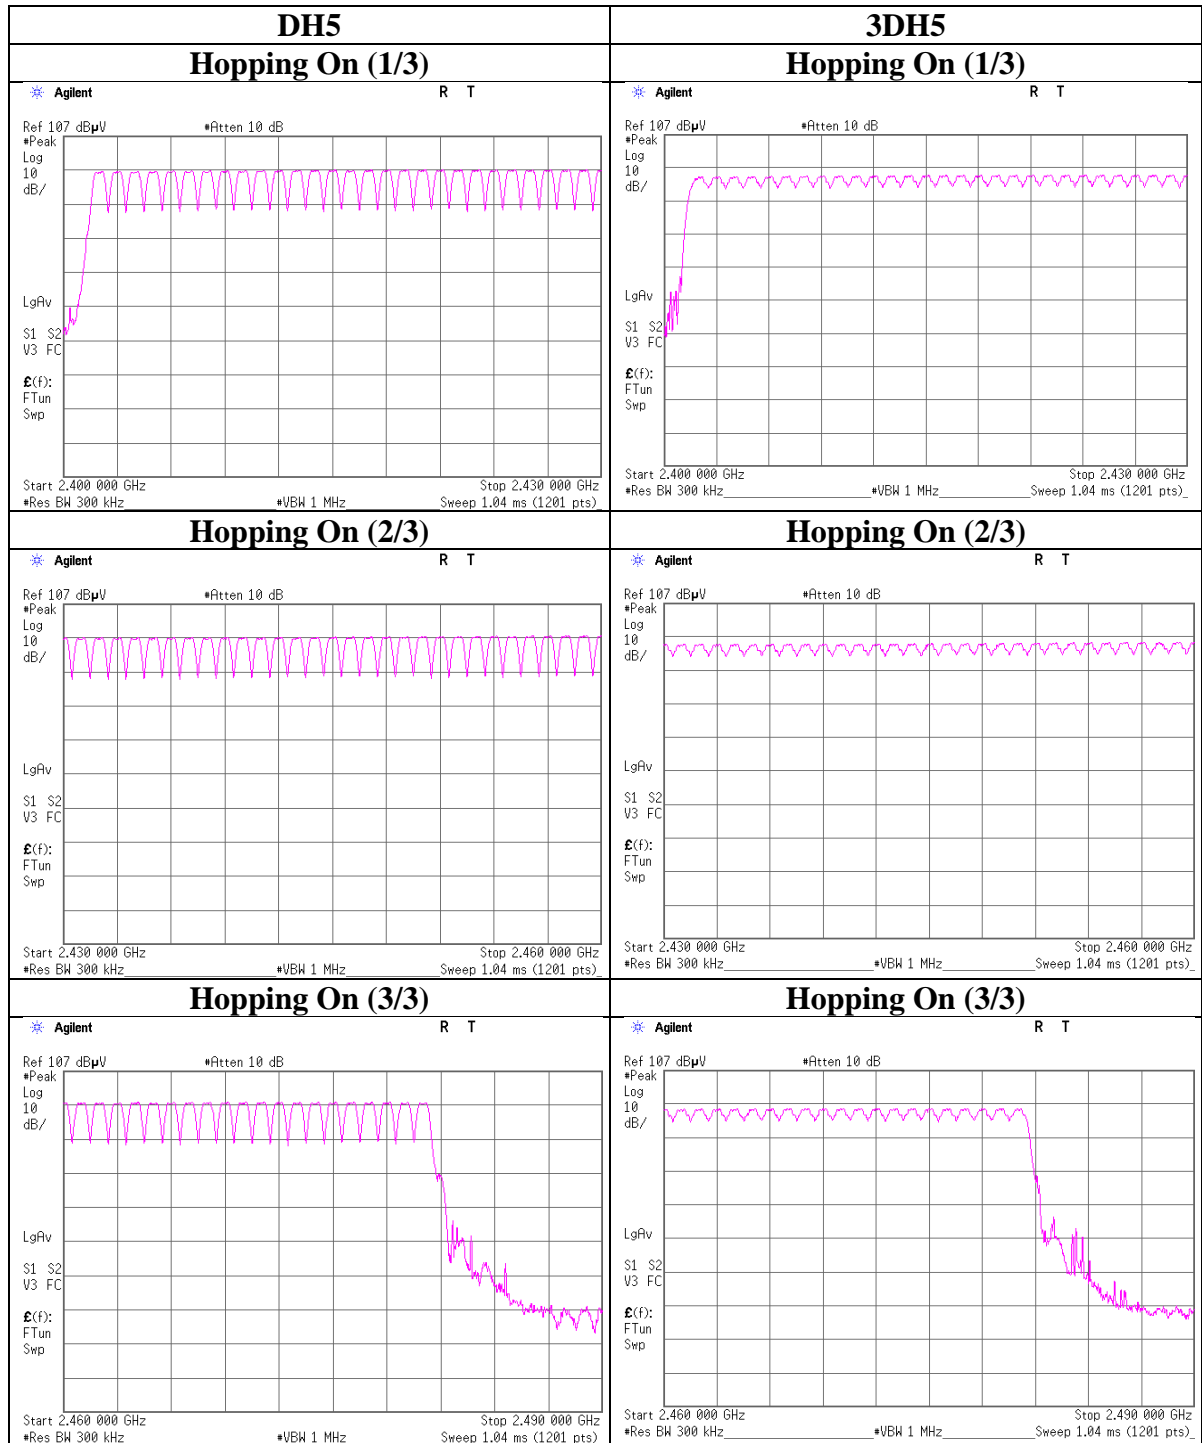 DH5 3DH5
Hopping On (1/3) Hopping On (1/3)
Agilent R T
Ref 107 dBµV #Atten 10 dB
#Peak
Log
10
dB/
LgAv
S1 S2
V3 FC
£(f):
FTun
Swp
Start 2.400 000 GHz Stop 2.430 000 GHz
#Res BW 300 kHz #VBW 1 MHz Sweep 1.04 ms (1201 pts)
Agilent R T
Ref 107 dBµV #Atten 10 dB
#Peak
Log
10
dB/
LgAv
S1 S2
V3 FC
£(f):
FTun
Swp
Start 2.400 000 GHz Stop 2.430 000 GHz
#Res BW 300 kHz #VBW 1 MHz Sweep 1.04 ms (1201 pts)
Hopping On (2/3) Hopping On (2/3)
Agilent R T
Ref 107 dBµV #Atten 10 dB
#Peak
Log
10
dB/
LgAv
S1 S2
V3 FC
£(f):
FTun
Swp
Start 2.430 000 GHz Stop 2.460 000 GHz
#Res BW 300 kHz #VBW 1 MHz Sweep 1.04 ms (1201 pts)
Agilent R T
Ref 107 dBµV #Atten 10 dB
#Peak
Log
10
dB/
LgAv
S1 S2
V3 FC
£(f):
FTun
Swp
Start 2.430 000 GHz Stop 2.460 000 GHz
#Res BW 300 kHz #VBW 1 MHz Sweep 1.04 ms (1201 pts)
Hopping On (3/3) Hopping On (3/3)
Agilent R T
Ref 107 dBµV #Atten 10 dB
#Peak
Log
10
dB/
LgAv
S1 S2
V3 FC
£(f):
FTun
Swp
Start 2.460 000 GHz Stop 2.490 000 GHz
#Res BW 300 kHz #VBW 1 MHz Sweep 1.04 ms (1201 pts)
Agilent R T
Ref 107 dBµV #Atten 10 dB
#Peak
Log
10
dB/
LgAv
S1 S2
V3 FC
£(f):
FTun
Swp
Start 2.460 000 GHz Stop 2.490 000 GHz
#Res BW 300 kHz #VBW 1 MHz Sweep 1.04 ms (1201 pts)